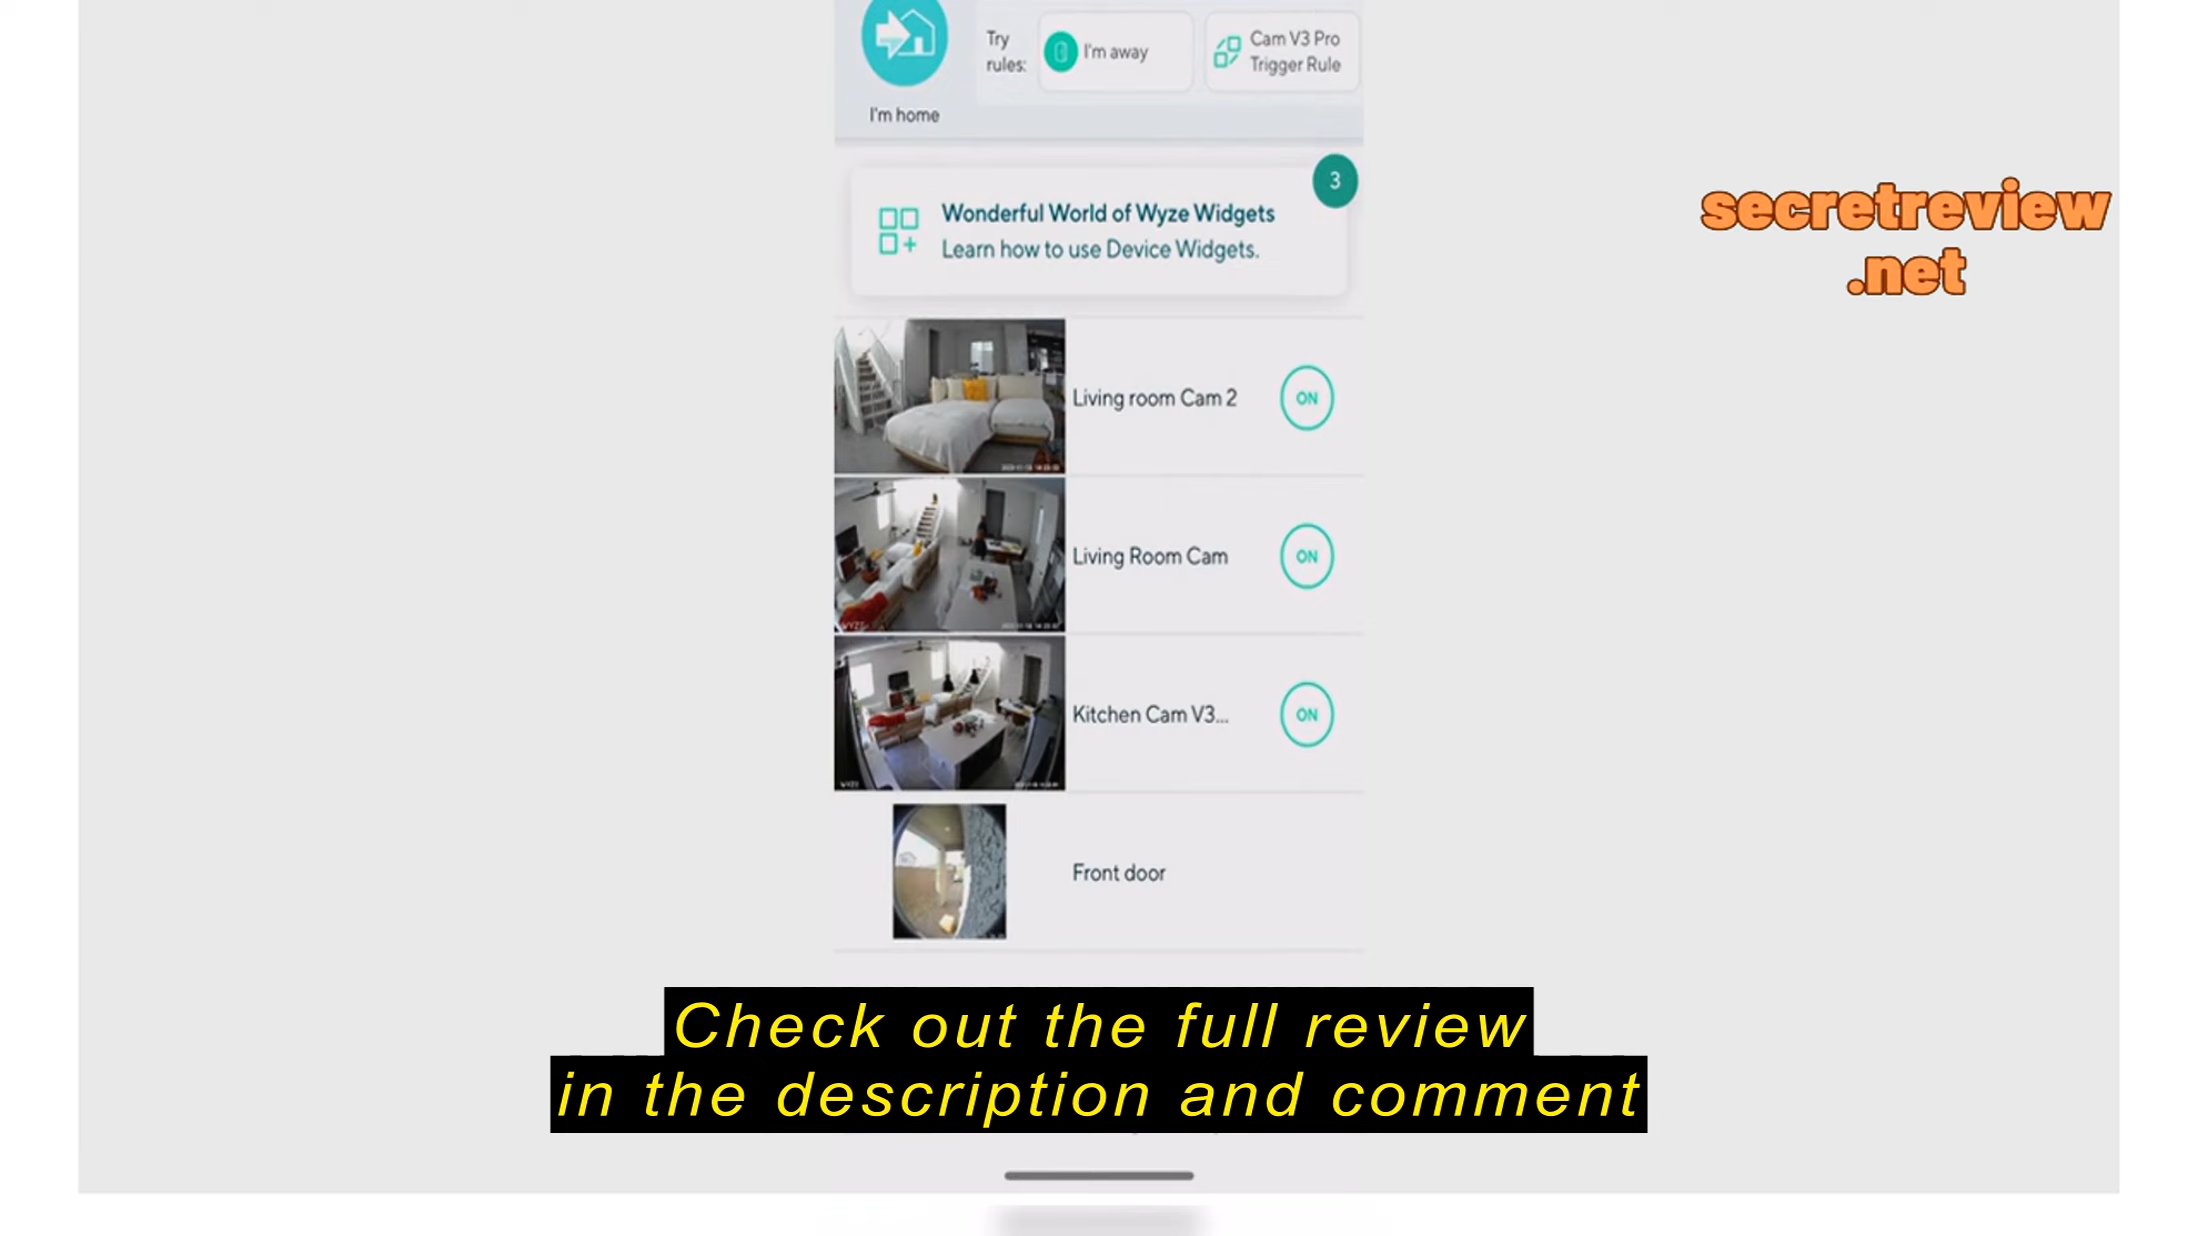 Try
rules:
I'm away
Cam V3 Pro
Trigger Rule
I'm home
3
Wonderful World of Wyze Widgets
Learn how to use Device Widgets.
secretreview
.net
Living room Cam 2
ON
Living Room Cam
ON
WYZE
Kitchen Cam V3...
ON
WYZE
Front door
Check out the full review
in the description and comment